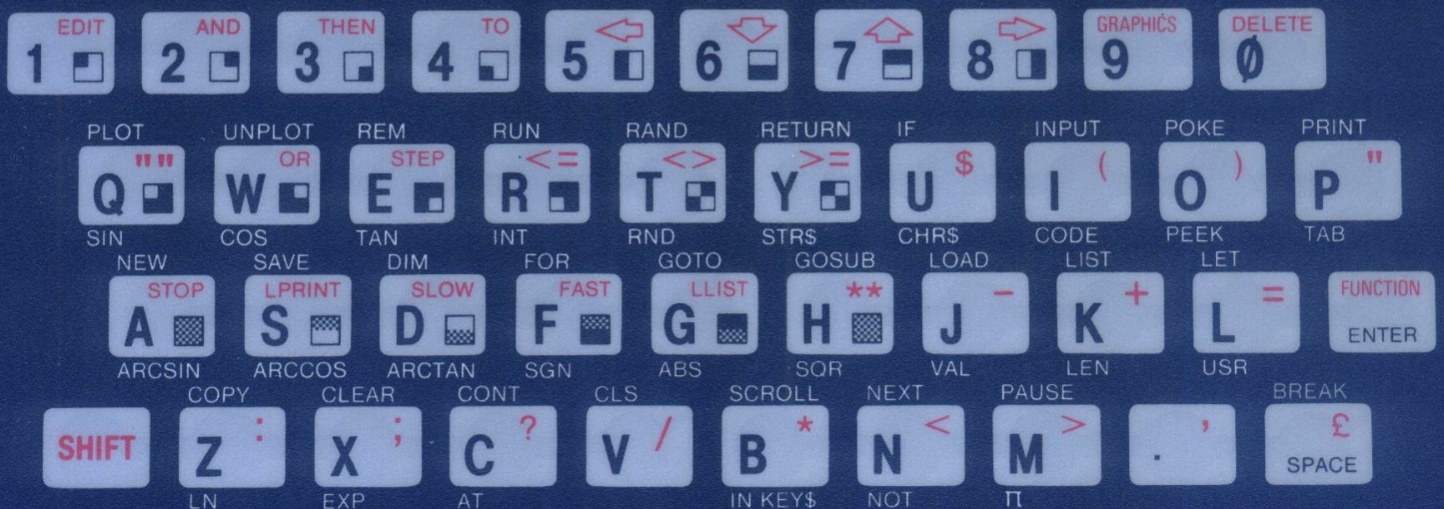 EDIT AND THEN TO GRAPHICS DELETE
1 2 3 4 5 6 7 8 9 0
PLOT UNPLOT REM RUN RAND RETURN IF INPUT POKE PRINT
"" OR STEP <= <> >= $ ( ) "
Q W E R T Y U I O P
SIN COS TAN INT RND STR$ CHR$ CODE PEEK TAB
NEW SAVE DIM FOR GOTO GOSUB LOAD LIST LET
STOP LPRINT SLOW FAST LLIST ** - + = FUNCTION
A S D F G H J K L ENTER
ARCSIN ARCCOS ARCTAN SGN ABS SQR VAL LEN USR
COPY CLEAR CONT CLS SCROLL NEXT PAUSE BREAK
: ; ? / * < > , £
SHIFT Z X C V B N M . SPACE
LN EXP AT IN KEY$ NOT π